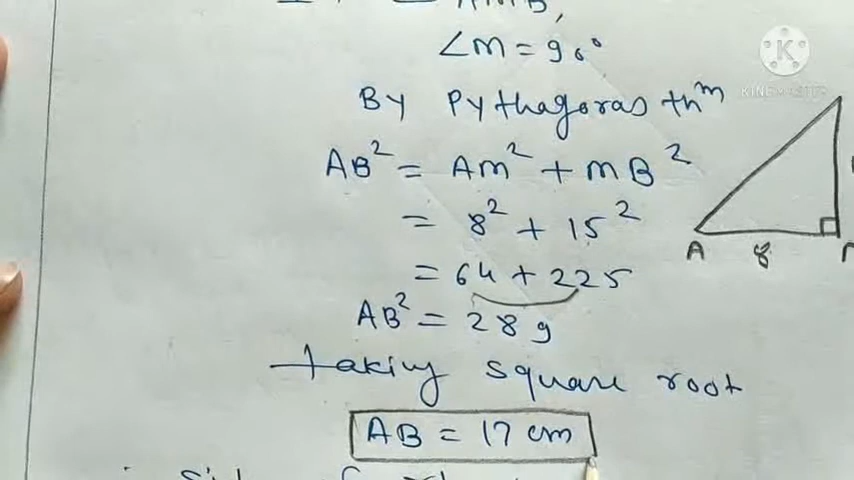 ∠M = 90°
By Pythagoras thᵐ
AB² = AM² + MB²
= 8² + 15²
= 64 + 225
AB² = 289
taking square root
AB = 17 cm
A 8
K
KINEMASTER